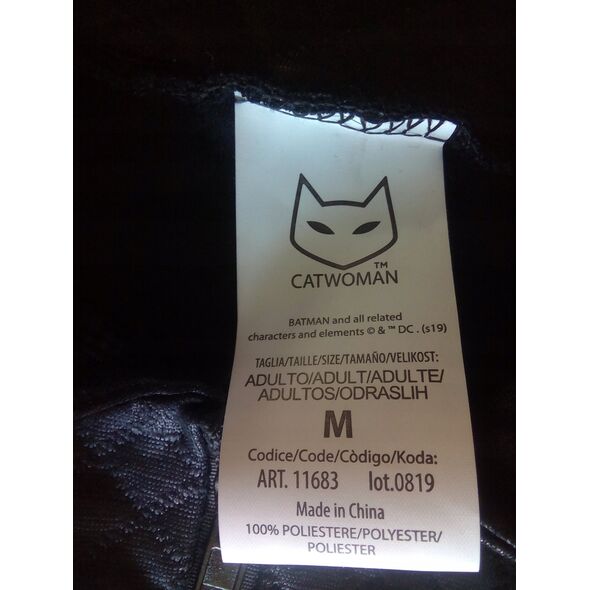 TM
CATWOMAN
BATMAN and all related
characters and elements © & ™ DC . (s19)
TAGLIA/TAILLE/SIZE/TAMAÑO/VELIKOST:
ADULTO/ADULT/ADULTE/
ADULTOS/ODRASLIH
M
Codice/Code/Còdigo/Koda:
ART. 11683 lot.0819
Made in China
100% POLIESTERE/POLYESTER/
POLIESTER